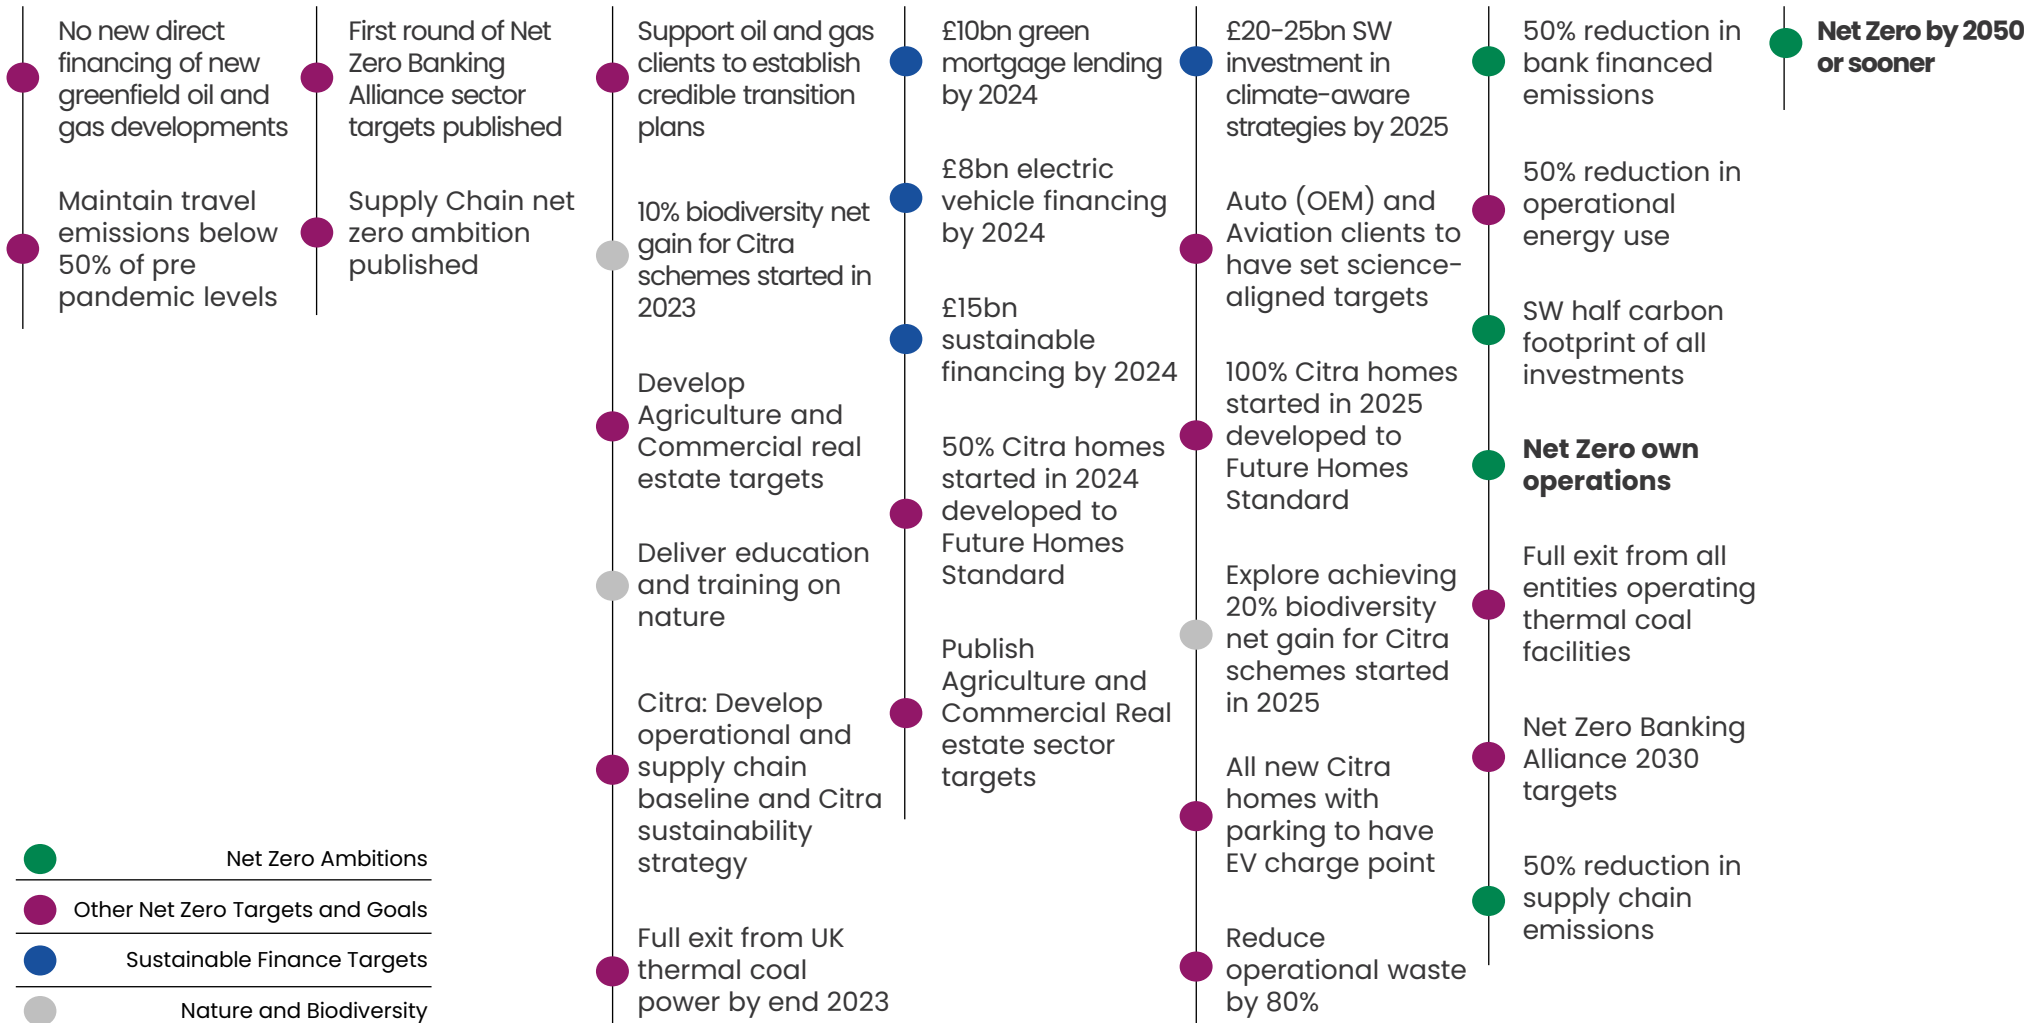 No new direct
financing of new
greenfield oil and
gas developments
Maintain travel
emissions below
50% of pre
pandemic levels
First round of Net
Zero Banking
Alliance sector
targets published
Supply Chain net
zero ambition
published
Support oil and gas
clients to establish
credible transition
plans
10% biodiversity net
gain for Citra
schemes started in
2023
Develop
Agriculture and
Commercial real
estate targets
Deliver education
and training on
nature
Citra: Develop
operational and
supply chain
baseline and Citra
sustainability
strategy
Full exit from UK
thermal coal
power by end 2023
£10bn green
mortgage lending
by 2024
£8bn electric
vehicle financing
by 2024
£15bn
sustainable
financing by 2024
50% Citra homes
started in 2024
developed to
Future Homes
Standard
Publish
Agriculture and
Commercial Real
estate sector
targets
£20-25bn SW
investment in
climate-aware
strategies by 2025
Auto (OEM) and
Aviation clients to
have set science-
aligned targets
100% Citra homes
started in 2025
developed to
Future Homes
Standard
Explore achieving
20% biodiversity
net gain for Citra
schemes started
in 2025
All new Citra
homes with
parking to have
EV charge point
Reduce
operational waste
by 80%
50% reduction in
bank financed
emissions
50% reduction in
operational
energy use
SW half carbon
footprint of all
investments
Net Zero own
operations
Full exit from all
entities operating
thermal coal
facilities
Net Zero Banking
Alliance 2030
targets
50% reduction in
supply chain
emissions
Net Zero by 2050
or sooner
Net Zero Ambitions
Other Net Zero Targets and Goals
Sustainable Finance Targets
Nature and Biodiversity